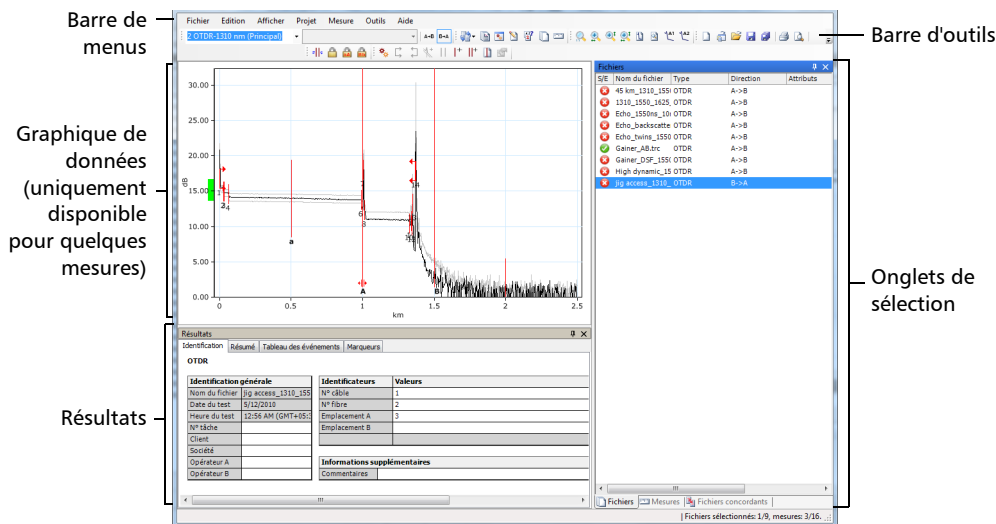 Barre de
menus
Fichier Edition Afficher Projet Mesure Outils Aide
2 OTDR-1310 nm (Principal)
Barre d'outils
Graphique de
données
(uniquement
disponible
pour quelques
mesures)
dB
30.00
25.00
20.00
15.00
10.00
5.00
0.00
0 0.5 1 1.5 2 2.5
km
a
A
B
Fichiers
S/E Nom du fichier Type Direction Attributs
45 km_1310_155 OTDR A->B
1310_1550_1625, OTDR A->B
Echo_1550ns_10 OTDR A->B
Echo_backscatte OTDR A->B
Echo_twins_1550 OTDR A->B
Gainer_AB.trc OTDR A->B
Gainer_DSF_155 OTDR A->B
High dynamic_15 OTDR A->B
jig access_1310_ OTDR B->A
Onglets de
sélection
Résultats
Résultats
Identification Résumé Tableau des événements Marqueurs
OTDR
Identification générale
Nom du fichier jig access_1310_155
Date du test 5/12/2010
Heure du test 12:56 AM (GMT+05:3
N° tâche
Client
Société
Opérateur A
Opérateur B
Identificateurs Valeurs
N° câble 1
N° fibre 2
Emplacement A 3
Emplacement B
Informations supplémentaires
Commentaires
Fichiers Mesures Fichiers concordants
Fichiers sélectionnés: 1/9, mesures: 3/16.